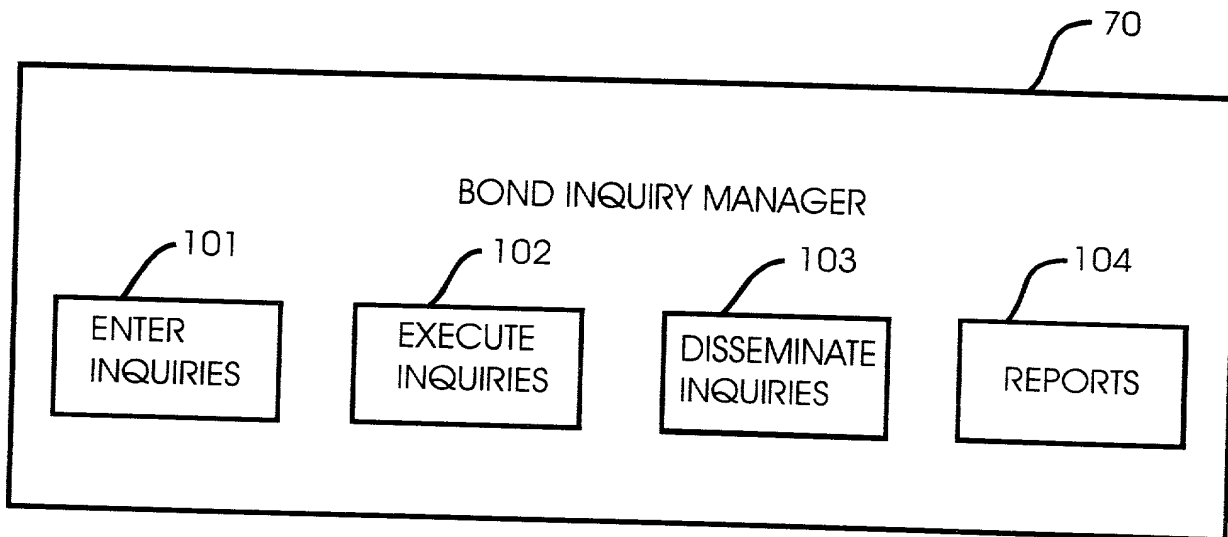 70
BOND INQUIRY MANAGER
101
102
103
104
ENTER
INQUIRIES
EXECUTE
INQUIRIES
DISSEMINATE
INQUIRIES
REPORTS